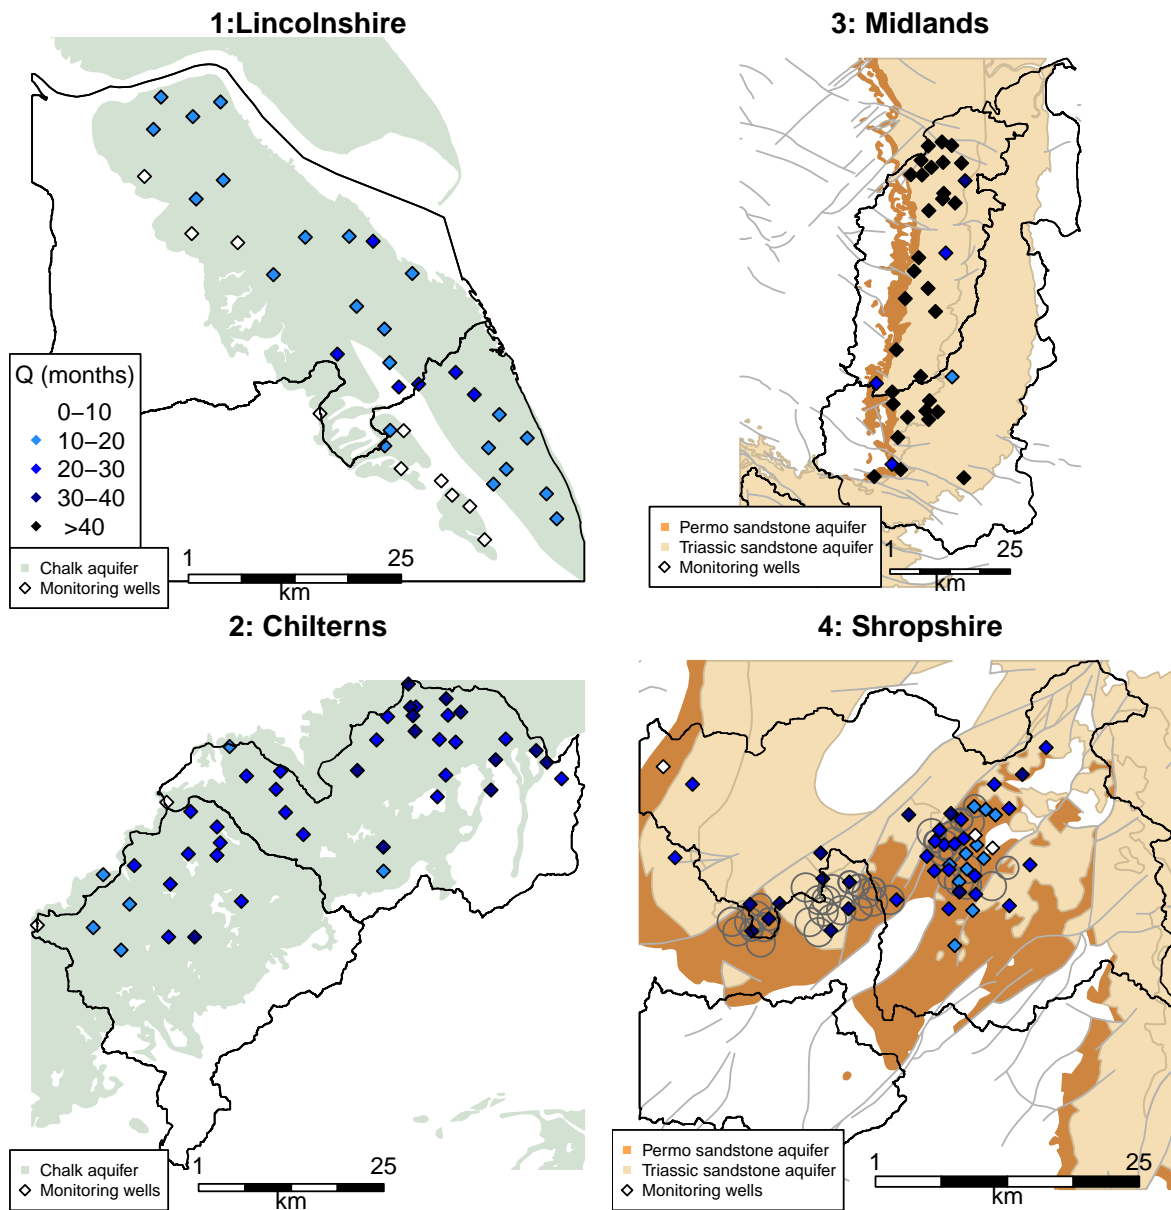 1:Lincolnshire
Q (months)
0–10
10–20
20–30
30–40
>40
Chalk aquifer
Monitoring wells
1
25
km
3: Midlands
Permo sandstone aquifer
Triassic sandstone aquifer
Monitoring wells
1
25
km
2: Chilterns
Chalk aquifer
Monitoring wells
1
25
km
4: Shropshire
Permo sandstone aquifer
Triassic sandstone aquifer
Monitoring wells
1
25
km